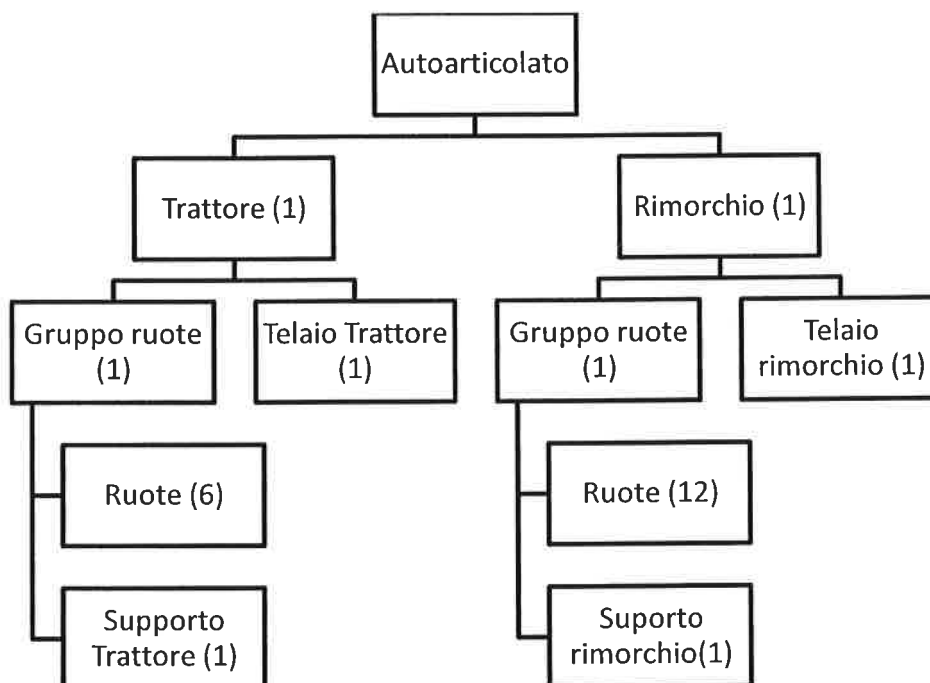 Autoarticolato
Trattore (1)
Rimorchio (1)
Gruppo ruote
(1)
Telaio Trattore
(1)
Gruppo ruote
(1)
Telaio
rimorchio (1)
Ruote (6)
Ruote (12)
Supporto
Trattore (1)
Suporto
rimorchio(1)